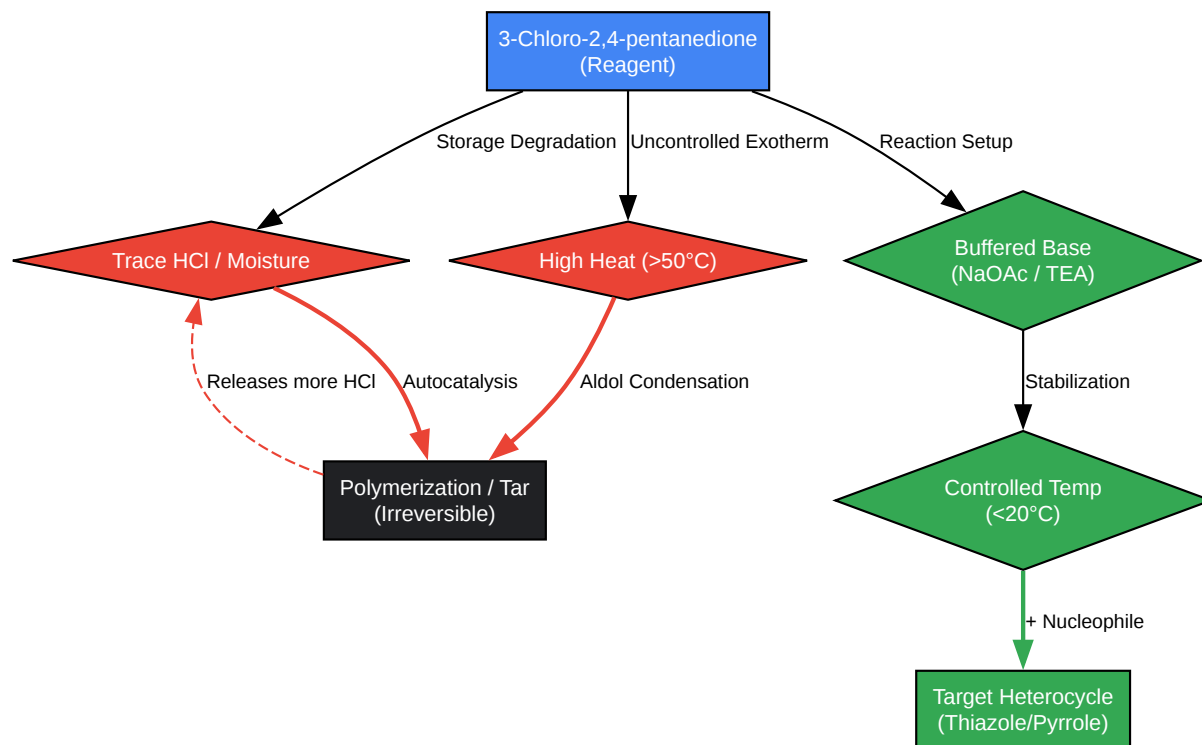 3-Chloro-2,4-pentanedione
(Reagent)
Storage Degradation
Uncontrolled Exotherm
Reaction Setup
Trace HCl / Moisture
High Heat (>50°C)
Buffered Base
(NaOAc / TEA)
Releases more HCl
Autocatalysis
Aldol Condensation
Stabilization
Polymerization / Tar
(Irreversible)
Controlled Temp
(<20°C)
+ Nucleophile
Target Heterocycle
(Thiazole/Pyrrole)